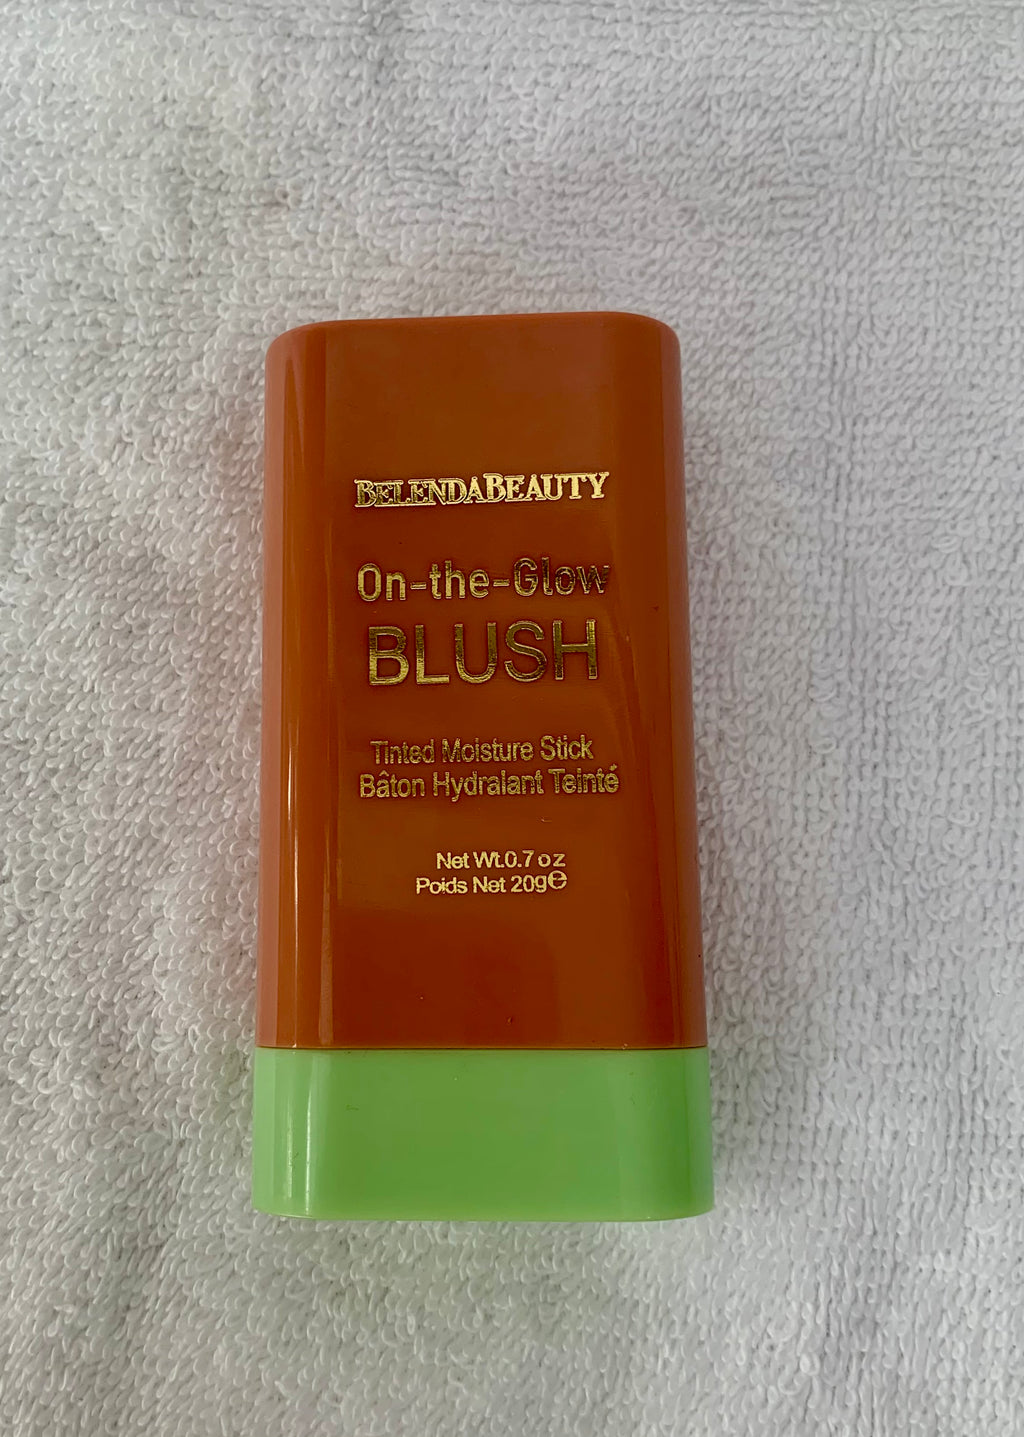 BELENDABEAUTY
On-the-Glow
BLUSH
Tinted Moisture Stick
Bâton Hydralant Teinté
Net Wt.0.7 oz
Poids Net 20g℮